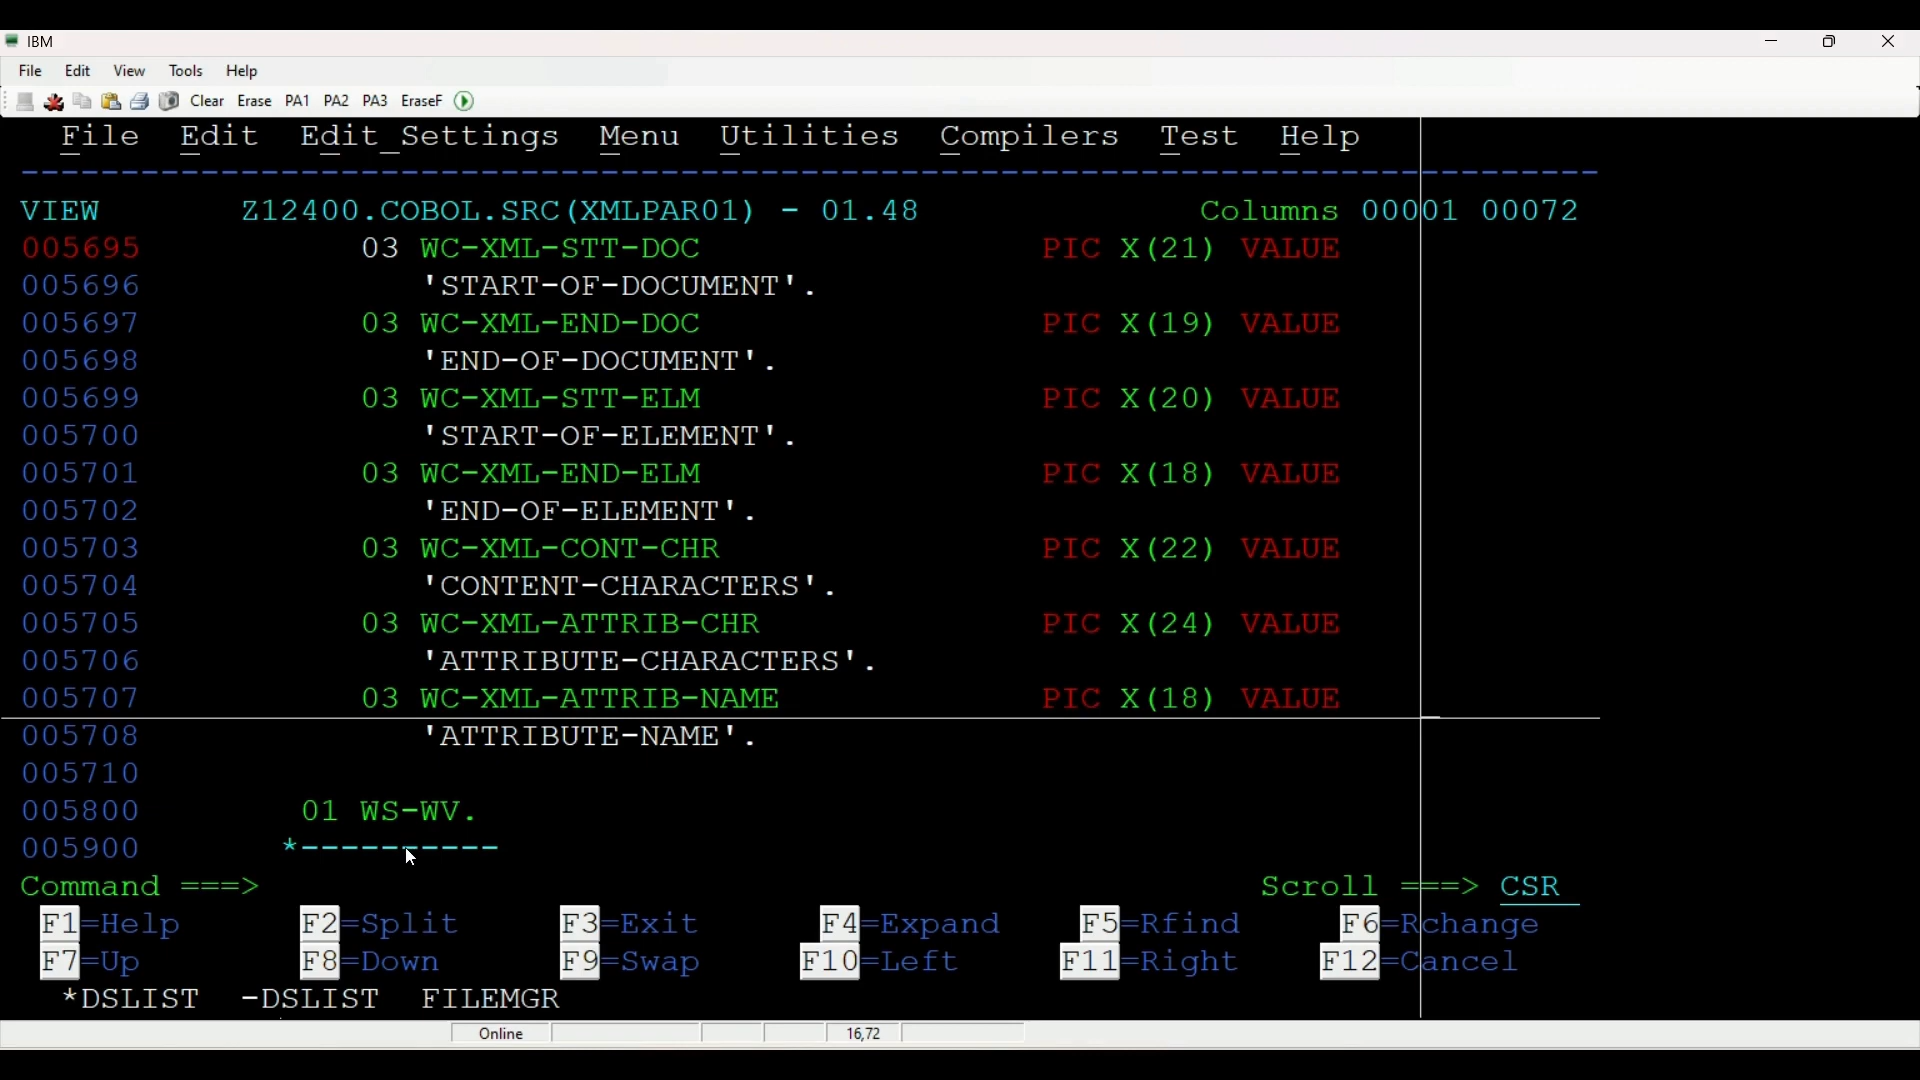 IBM
File Edit View Tools Help
Clear Erase PA1 PA2 PA3 EraseF
File Edit Edit_Settings Menu Utilities Compilers Test Help
-------------------------------------------------------------------------------
VIEW Z12400.COBOL.SRC(XMLPAR01) - 01.48 Columns 00001 00072
005695 03 WC-XML-STT-DOC PIC X(21) VALUE
005696 'START-OF-DOCUMENT'.
005697 03 WC-XML-END-DOC PIC X(19) VALUE
005698 'END-OF-DOCUMENT'.
005699 03 WC-XML-STT-ELM PIC X(20) VALUE
005700 'START-OF-ELEMENT'.
005701 03 WC-XML-END-ELM PIC X(18) VALUE
005702 'END-OF-ELEMENT'.
005703 03 WC-XML-CONT-CHR PIC X(22) VALUE
005704 'CONTENT-CHARACTERS'.
005705 03 WC-XML-ATTRIB-CHR PIC X(24) VALUE
005706 'ATTRIBUTE-CHARACTERS'.
005707 03 WC-XML-ATTRIB-NAME PIC X(18) VALUE
005708 'ATTRIBUTE-NAME'.
005710
005800 01 WS-WV.
005900 *----------
Command ===> Scroll ===> CSR
F1=Help F2=Split F3=Exit F4=Expand F5=Rfind F6=Rchange
F7=Up F8=Down F9=Swap F10=Left F11=Right F12=Cancel
*DSLIST -DSLIST FILEMGR
Online 16,72